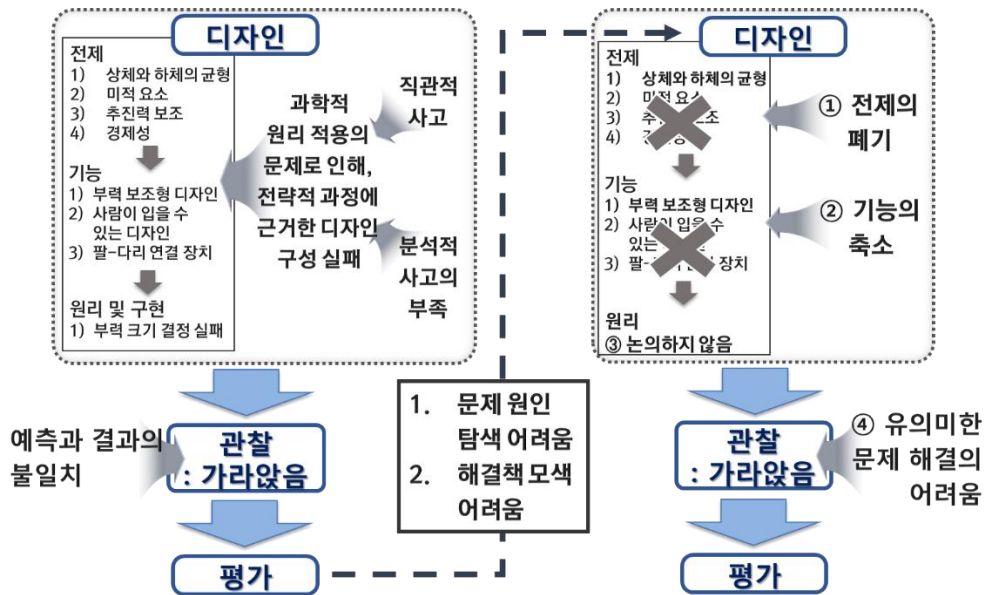 디자인
전제
1) 상체와 하체의 균형
2) 미적 요소
3) 추진력 보조
4) 경제성
기능
1) 부력 보조형 디자인
2) 사람이 입을 수
있는 디자인
3) 팔-다리 연결 장치
원리 및 구현
1) 부력 크기 결정 실패
과학적
원리 적용의
문제로 인해,
전략적 과정에
근거한 디자인
구성 실패
직관적
사고
분석적
사고의
부족
예측과 결과의
불일치
관찰
: 가라앉음
평가
1. 문제 원인
탐색 어려움
2. 해결책 모색
어려움
디자인
전제
1) 상체와 하체의 균형
2) 미적 요소
3) 추 조
4)
기능
1) 부력 보조형 디자인
2) 사람이 입을 수
있는
3) 팔- 장치
원리
③ 논의하지 않음
① 전제의
폐기
② 기능의
축소
관찰
: 가라앉음
④ 유의미한
문제 해결의
어려움
평가